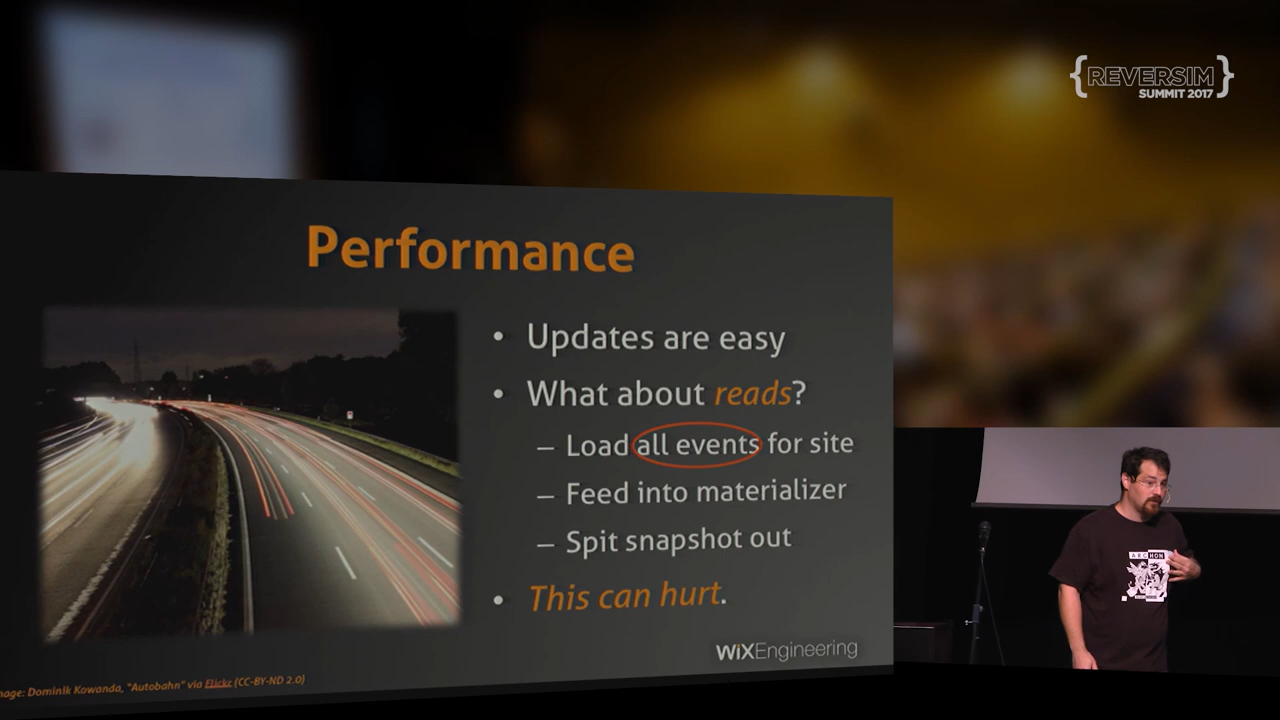 {REVERSIM}
SUMMIT 2017
Performance
• Updates are easy
• What about reads?
– Load all events for site
– Feed into materializer
– Spit snapshot out
• This can hurt.
WiXEngineering
Dominik Kowanda, "Autobahn" via Flickr (CC-BY-ND 2.0)
ARCHON